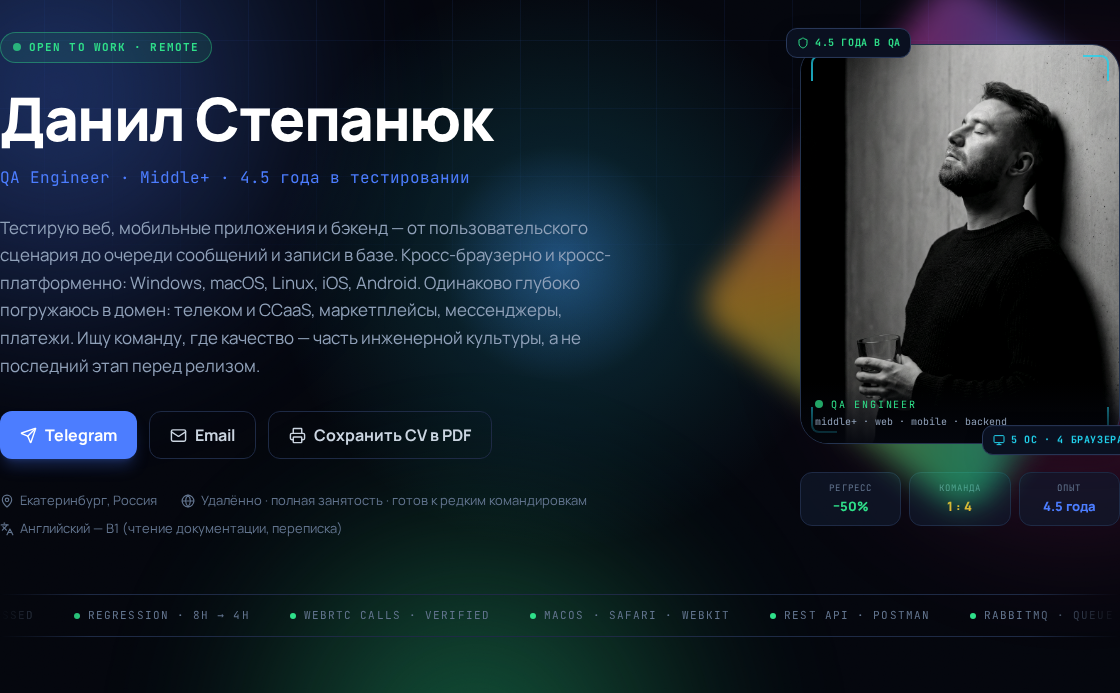 OPEN TO WORK · REMOTE
Данил Степанюк
QA Engineer · Middle+ · 4.5 года в тестировании
Тестирую веб, мобильные приложения и бэкенд — от пользовательского
сценария до очереди сообщений и записи в базе. Кросс-браузерно и кросс-
платформенно: Windows, macOS, Linux, iOS, Android. Одинаково глубоко
погружаюсь в домен: телеком и CCaaS, маркетплейсы, мессенджеры,
платежи. Ищу команду, где качество — часть инженерной культуры, а не
последний этап перед релизом.
Telegram
Email
Сохранить CV в PDF
Екатеринбург, Россия
Удалённо · полная занятость · готов к редким командировкам
Английский — B1 (чтение документации, переписка)
4.5 ГОДА В QA
QA ENGINEER
middle+ · web · mobile · backend
5 ОС · 4 БРАУЗЕРА
РЕГРЕСС
−50%
КОМАНДА
1 : 4
ОПЫТ
4.5 года
REGRESSION · 8H → 4H
WEBRTC CALLS · VERIFIED
MACOS · SAFARI · WEBKIT
REST API · POSTMAN
RABBITMQ · QUEUE